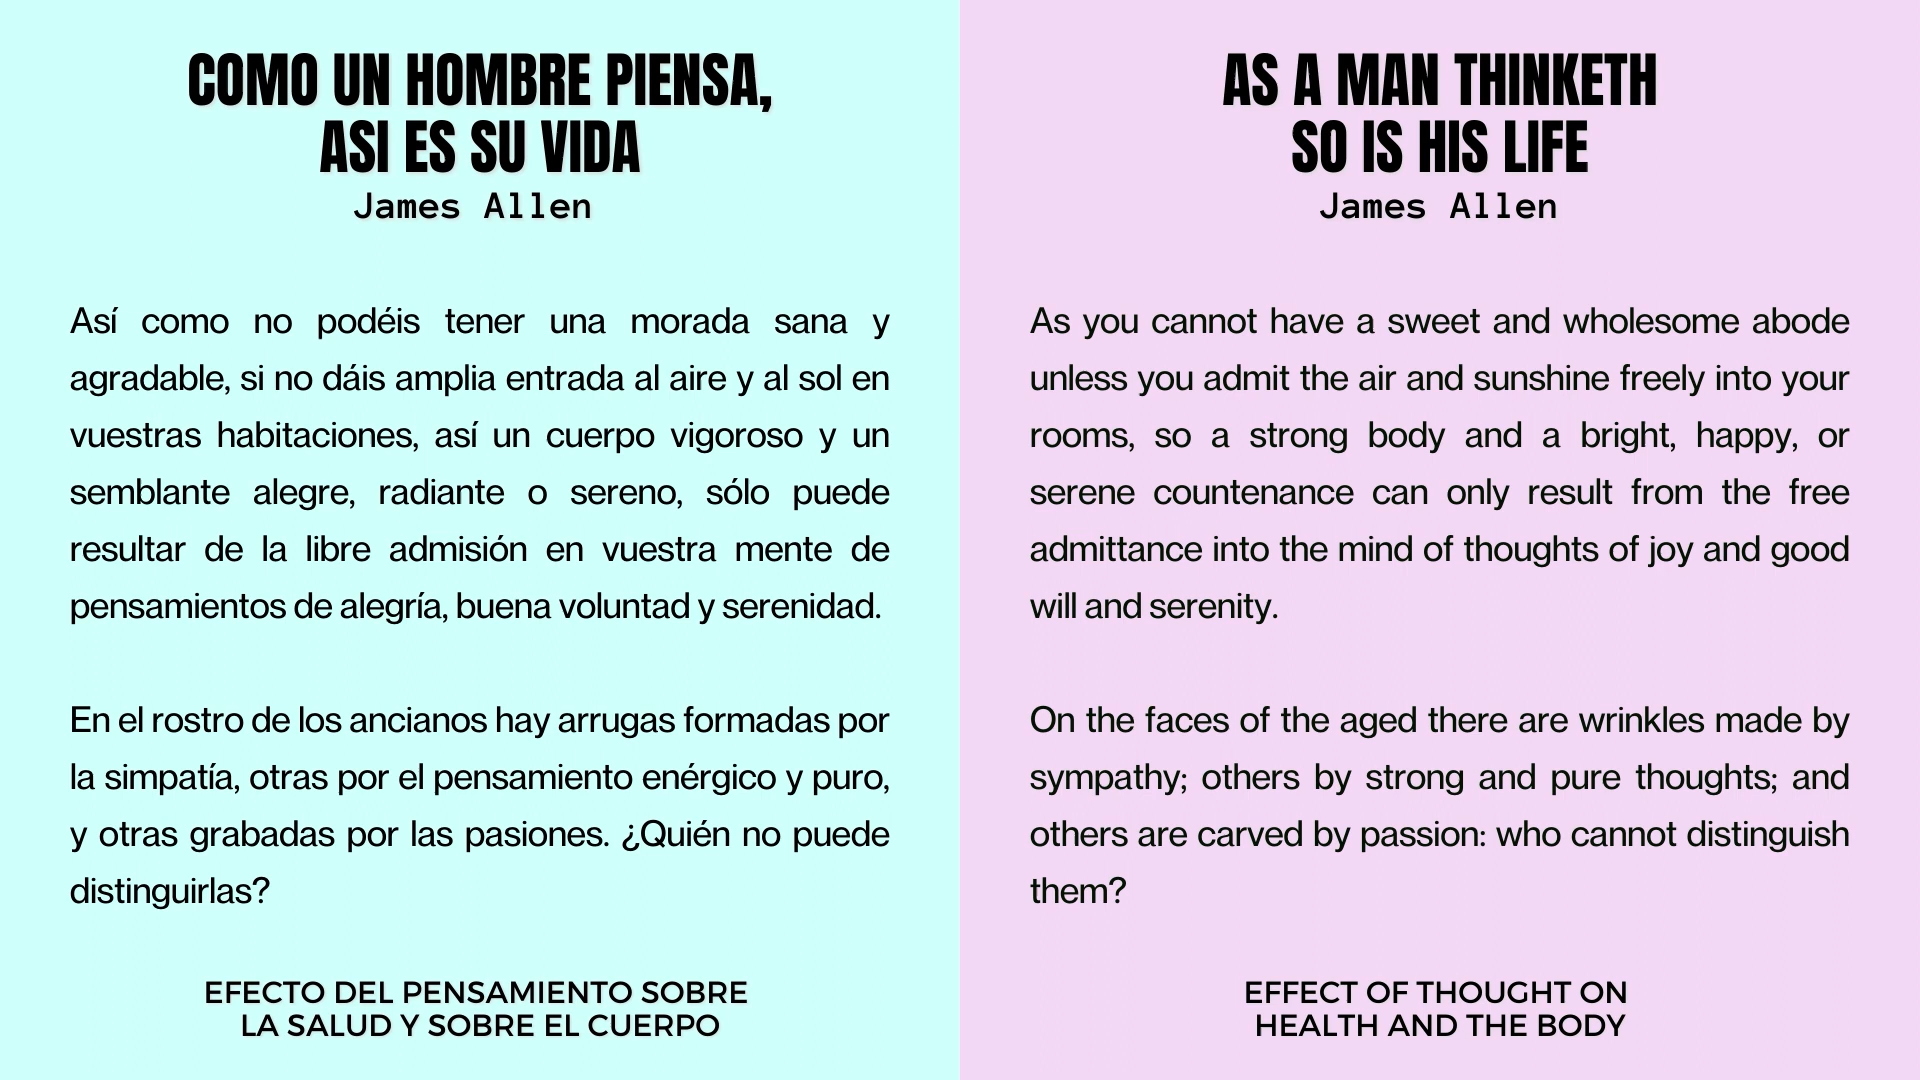 COMO UN HOMBRE PIENSA,
ASI ES SU VIDA
James Allen
Así como no podéis tener una morada sana y
agradable, si no dáis amplia entrada al aire y al sol en
vuestras habitaciones, así un cuerpo vigoroso y un
semblante alegre, radiante o sereno, sólo puede
resultar de la libre admisión en vuestra mente de
pensamientos de alegría, buena voluntad y serenidad.
En el rostro de los ancianos hay arrugas formadas por
la simpatía, otras por el pensamiento enérgico y puro,
y otras grabadas por las pasiones. ¿Quién no puede
distinguirlas?
EFECTO DEL PENSAMIENTO SOBRE
LA SALUD Y SOBRE EL CUERPO
AS A MAN THINKETH
SO IS HIS LIFE
James Allen
As you cannot have a sweet and wholesome abode
unless you admit the air and sunshine freely into your
rooms, so a strong body and a bright, happy, or
serene countenance can only result from the free
admittance into the mind of thoughts of joy and good
will and serenity.
On the faces of the aged there are wrinkles made by
sympathy; others by strong and pure thoughts; and
others are carved by passion: who cannot distinguish
them?
EFFECT OF THOUGHT ON
HEALTH AND THE BODY